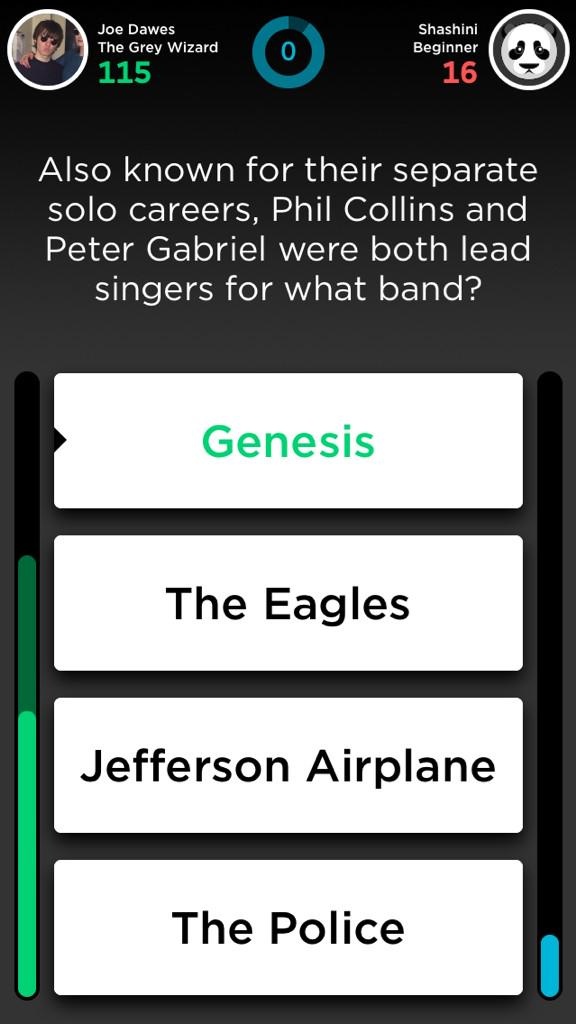 Joe Dawes
The Grey Wizard
115
0
Shashini
Beginner
16
Also known for their separate
solo careers, Phil Collins and
Peter Gabriel were both lead
singers for what band?
Genesis
The Eagles
Jefferson Airplane
The Police